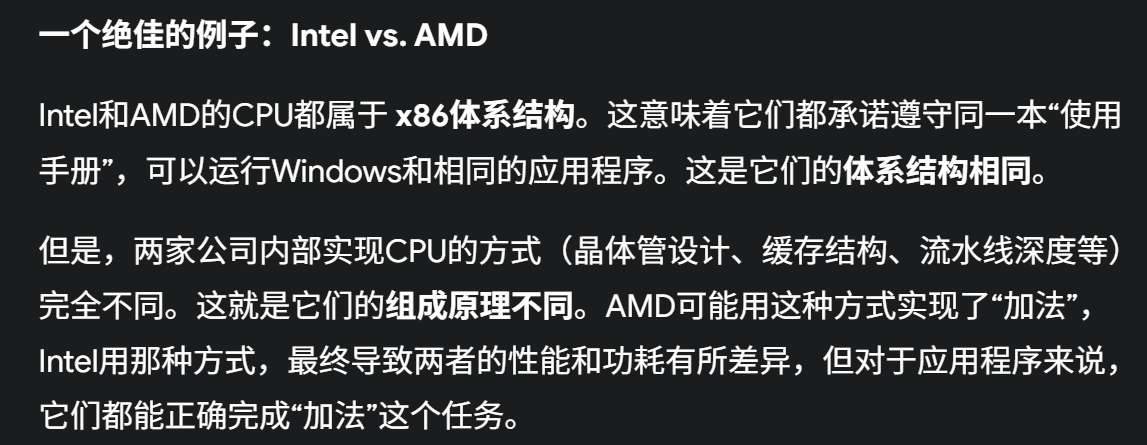 一个绝佳的例子：Intel vs. AMD
Intel和AMD的CPU都属于 x86体系结构。这意味着它们都承诺遵守同一本“使用
手册”，可以运行Windows和相同的应用程序。这是它们的体系结构相同。
但是，两家公司内部实现CPU的方式（晶体管设计、缓存结构、流水线深度等）
完全不同。这就是它们的组成原理不同。AMD可能用这种方式实现了“加法”，
Intel用那种方式，最终导致两者的性能和功耗有所差异，但对于应用程序来说，
它们都能正确完成“加法”这个任务。